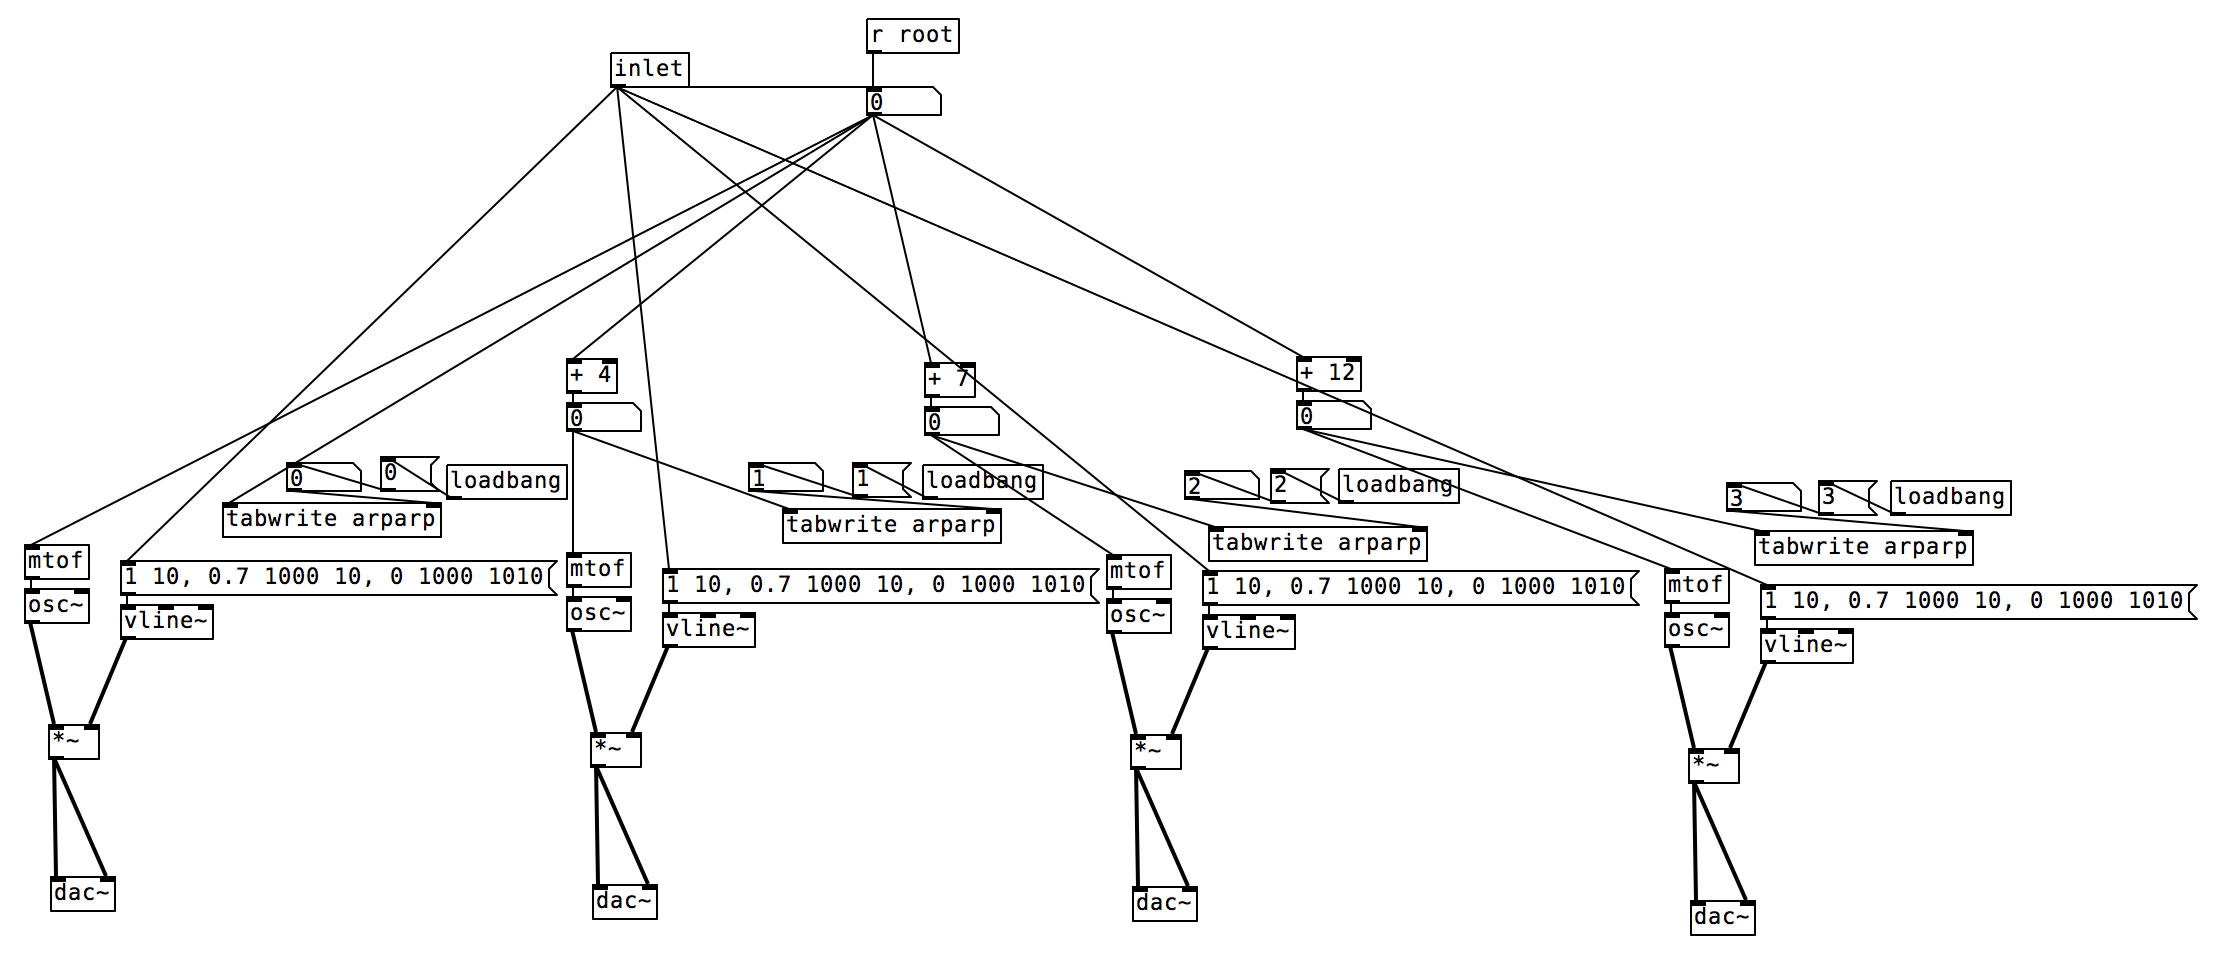 r root
inlet
0
+ 4
+ 7
+ 12
0
0
0
0
0
loadbang
1
1
loadbang
2
2
loadbang
3
3
loadbang
tabwrite arparp
tabwrite arparp
tabwrite arparp
tabwrite arparp
mtof
1 10, 0.7 1000 10, 0 1000 1010
mtof
1 10, 0.7 1000 10, 0 1000 1010
mtof
1 10, 0.7 1000 10, 0 1000 1010
mtof
1 10, 0.7 1000 10, 0 1000 1010
osc~
vline~
osc~
vline~
osc~
vline~
osc~
vline~
*~
*~
*~
*~
dac~
dac~
dac~
dac~